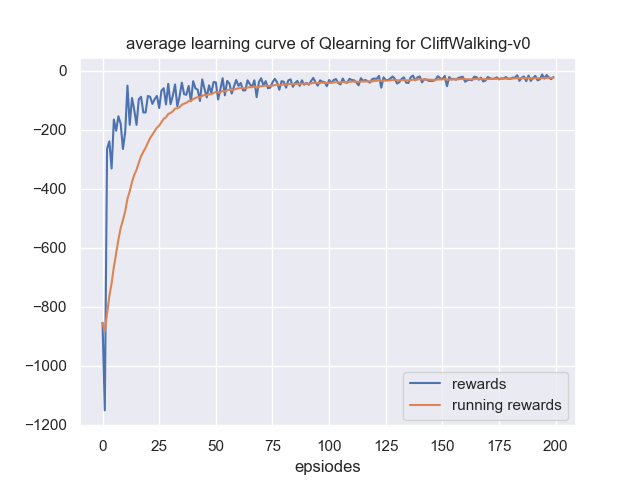 average learning curve of Qlearning for CliffWalking-v0
0
−200
−400
−600
−800
−1000
−1200
rewards
running rewards
0 25 50 75 100 125 150 175 200
epsiodes